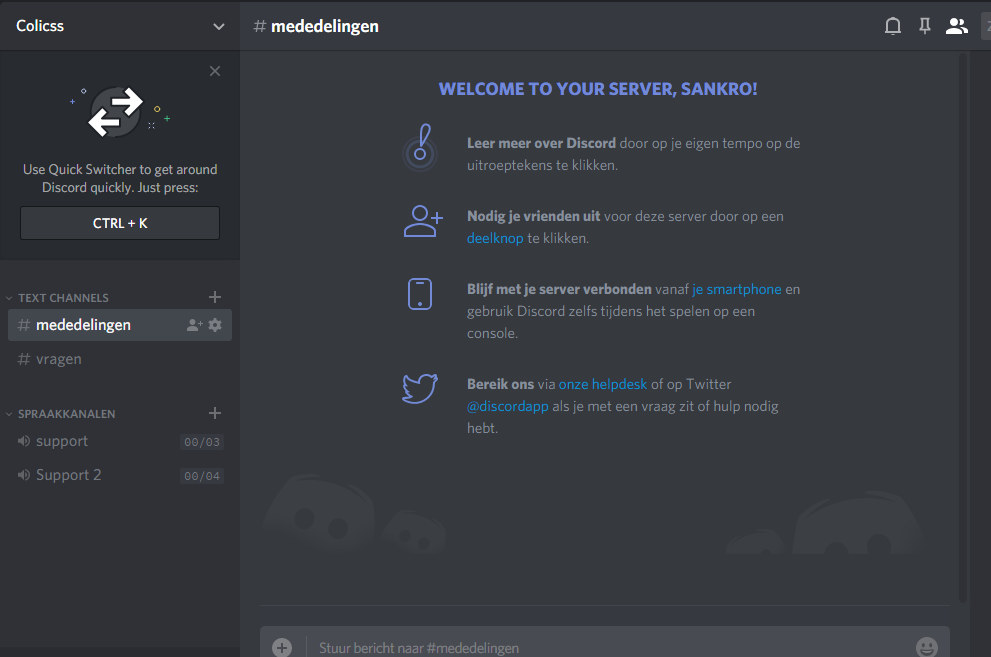 Colicss
# mededelingen
Use Quick Switcher to get around
Discord quickly. Just press:
CTRL + K
TEXT CHANNELS
# mededelingen
# vragen
SPRAAKKANALEN
support 00/03
Support 2 00/04
WELCOME TO YOUR SERVER, SANKRO!
Leer meer over Discord door op je eigen tempo op de
uitroeptekens te klikken.
Nodig je vrienden uit voor deze server door op een
deelknop te klikken.
Blijf met je server verbonden vanaf je smartphone en
gebruik Discord zelfs tijdens het spelen op een
console.
Bereik ons via onze helpdesk of op Twitter
@discordapp als je met een vraag zit of hulp nodig
hebt.
Stuur bericht naar #mededelingen